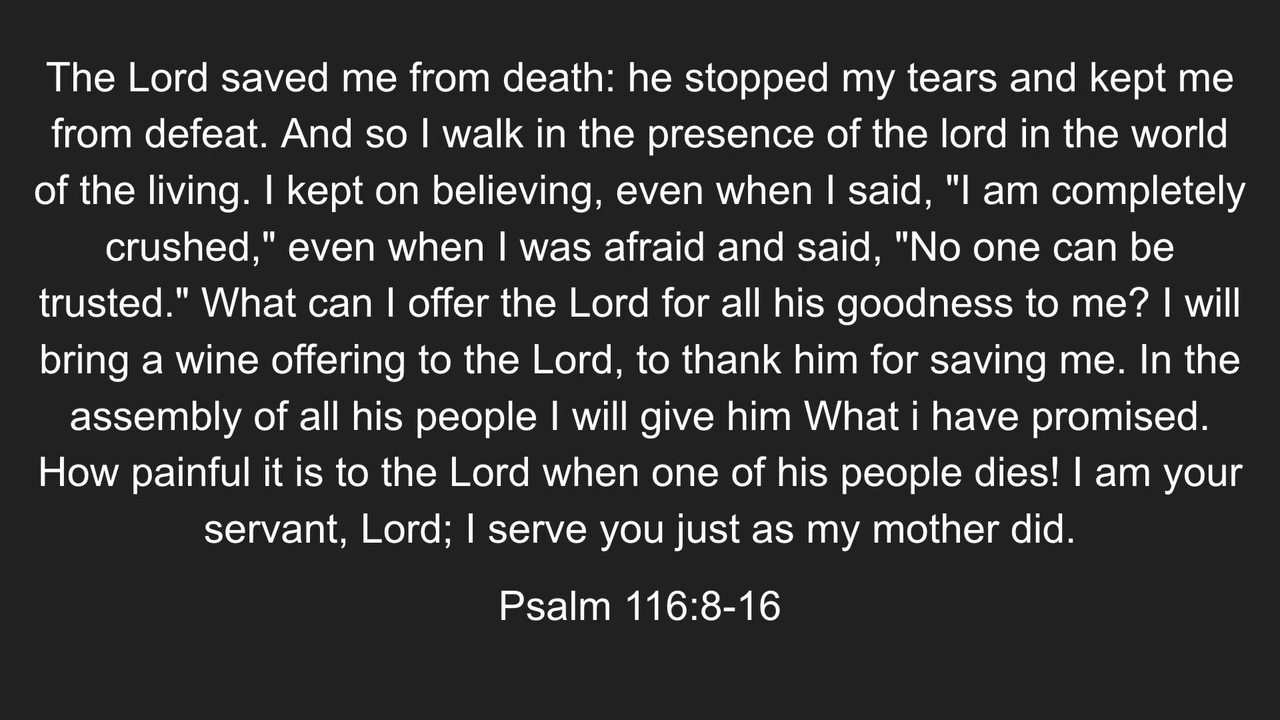 The Lord saved me from death: he stopped my tears and kept me
from defeat. And so I walk in the presence of the lord in the world
of the living. I kept on believing, even when I said, "I am completely
crushed," even when I was afraid and said, "No one can be
trusted." What can I offer the Lord for all his goodness to me? I will
bring a wine offering to the Lord, to thank him for saving me. In the
assembly of all his people I will give him What i have promised.
How painful it is to the Lord when one of his people dies! I am your
servant, Lord; I serve you just as my mother did.
Psalm 116:8-16